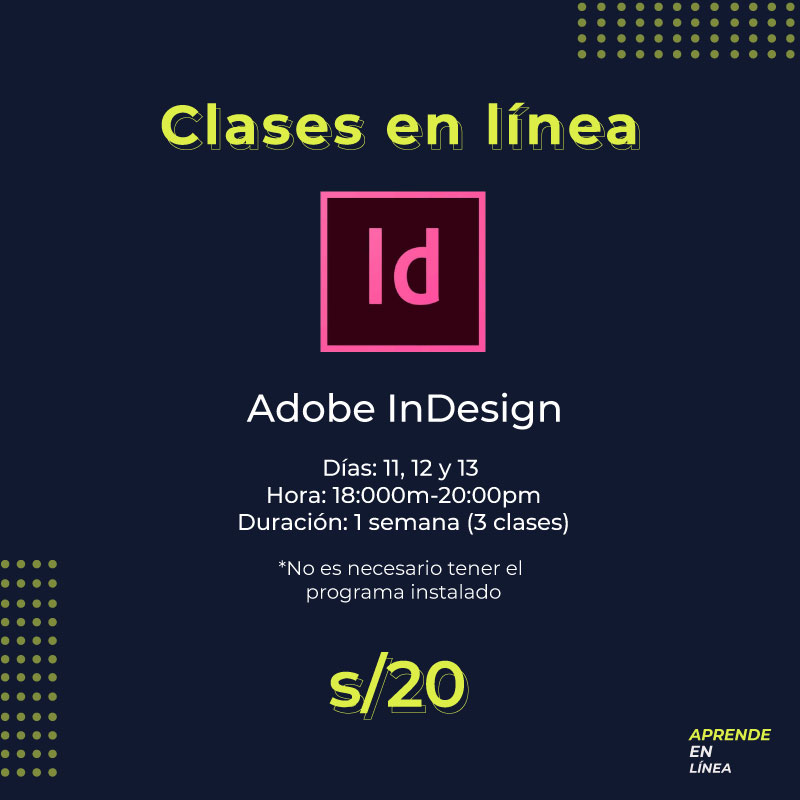 Clases en línea
Id
Adobe InDesign
Días: 11, 12 y 13
Hora: 18:000m-20:00pm
Duración: 1 semana (3 clases)
*No es necesario tener el
programa instalado
s/20
APRENDE
EN
LÍNEA